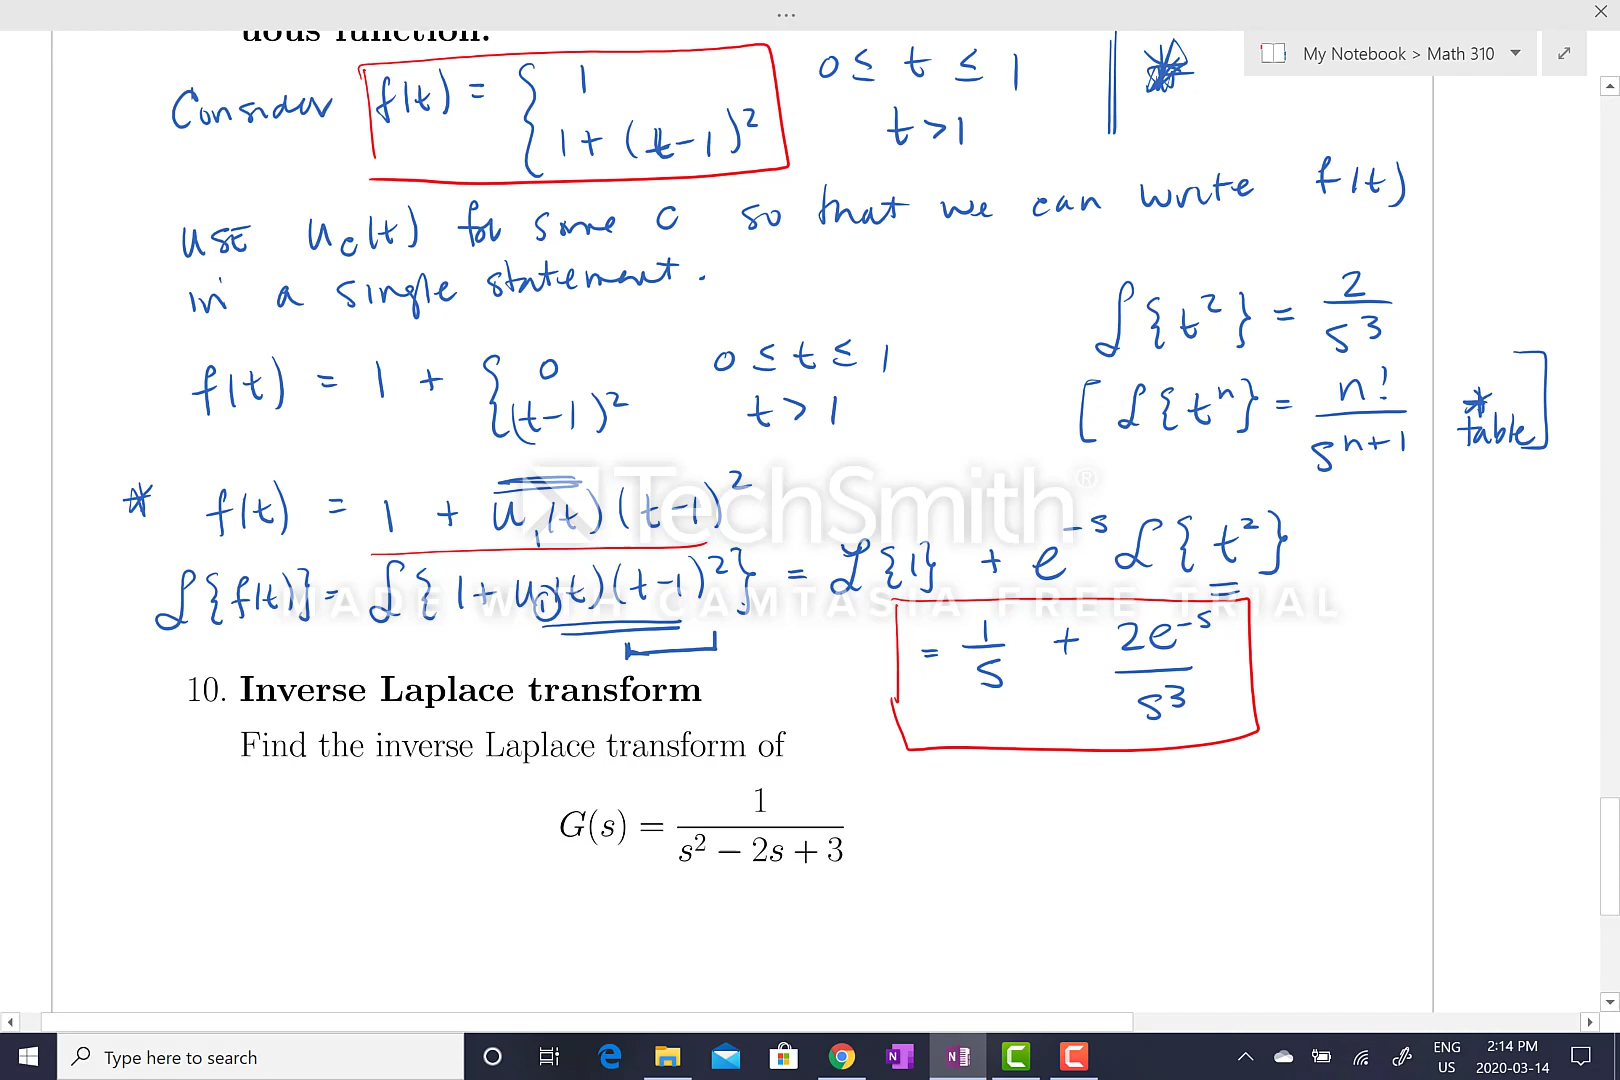 ...
My Notebook > Math 310
uous function.
Consider f(t) = { 1 0 ≤ t ≤ 1
1 + (t-1)² t > 1
USE u_c(t) for some c so that we can write f(t)
in a single statement.
f(t) = 1 + { 0 0 ≤ t ≤ 1
(t-1)² t > 1
ℒ{t²} = 2/s³
[ℒ{tⁿ} = n!/sⁿ⁺¹ * table]
* f(t) = 1 + u₁(t)(t-1)²
TechSmith®
ℒ{f(t)} = ℒ{1 + u₁(t)(t-1)²} = ℒ{1} + e⁻ˢ ℒ{t²}
MADE WITH CAMTASIA FREE TRIAL
= 1/s + 2e⁻ˢ/s³
10. Inverse Laplace transform
Find the inverse Laplace transform of
G(s) = 1/(s² − 2s + 3)
Type here to search
ENG
US
2:14 PM
2020-03-14